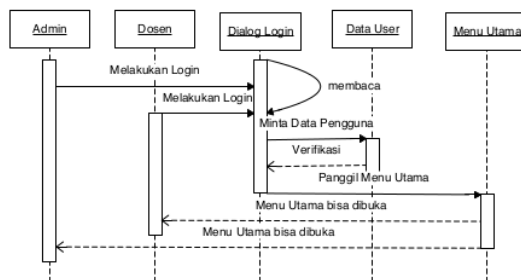 Admin
Dosen
Dialog Login
Data User
Menu Utama
Melakukan Login
membaca
Melakukan Login
Minta Data Pengguna
Verifikasi
Panggil Menu Utama
Menu Utama bisa dibuka
Menu Utama bisa dibuka